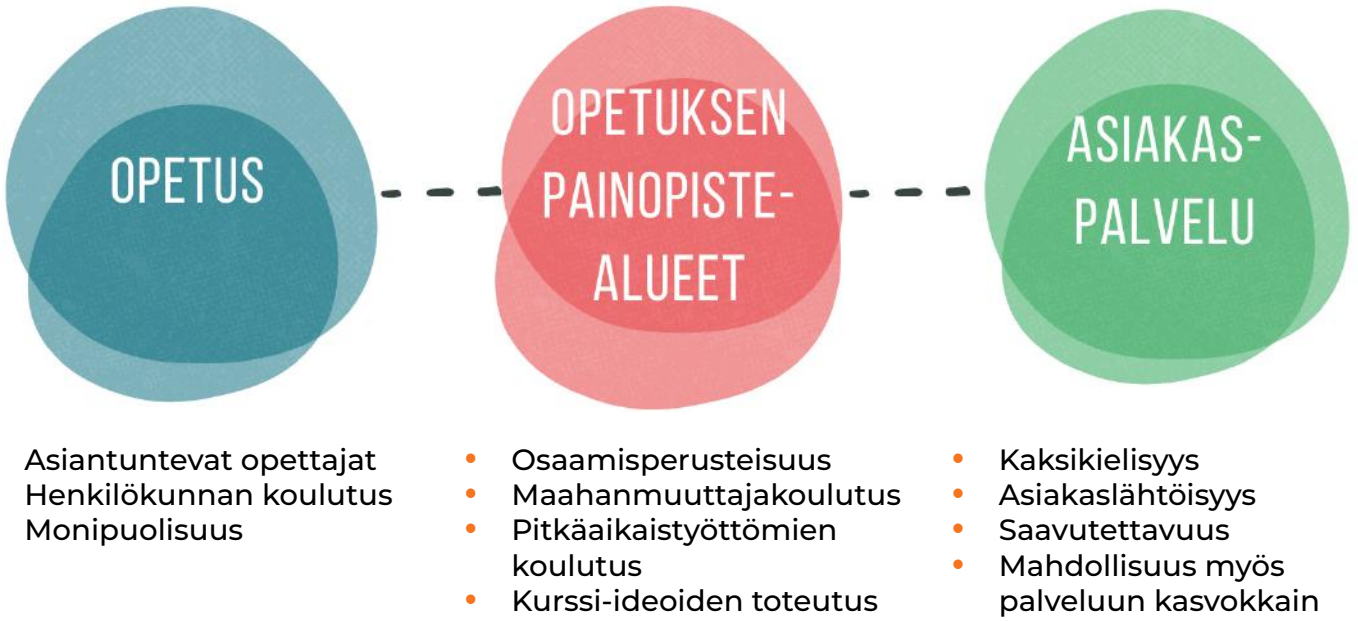 OPETUS
Asiantuntevat opettajat
Henkilökunnan koulutus
Monipuolisuus
OPETUKSEN
PAINOPISTE-
ALUEET
• Osaamisperusteisuus
• Maahanmuuttajakoulutus
• Pitkäaikaistyöttömien
koulutus
• Kurssi-ideoiden toteutus
ASIAKAS-
PALVELU
• Kaksikielisyys
• Asiakaslähtöisyys
• Saavutettavuus
• Mahdollisuus myös
palveluun kasvokkain